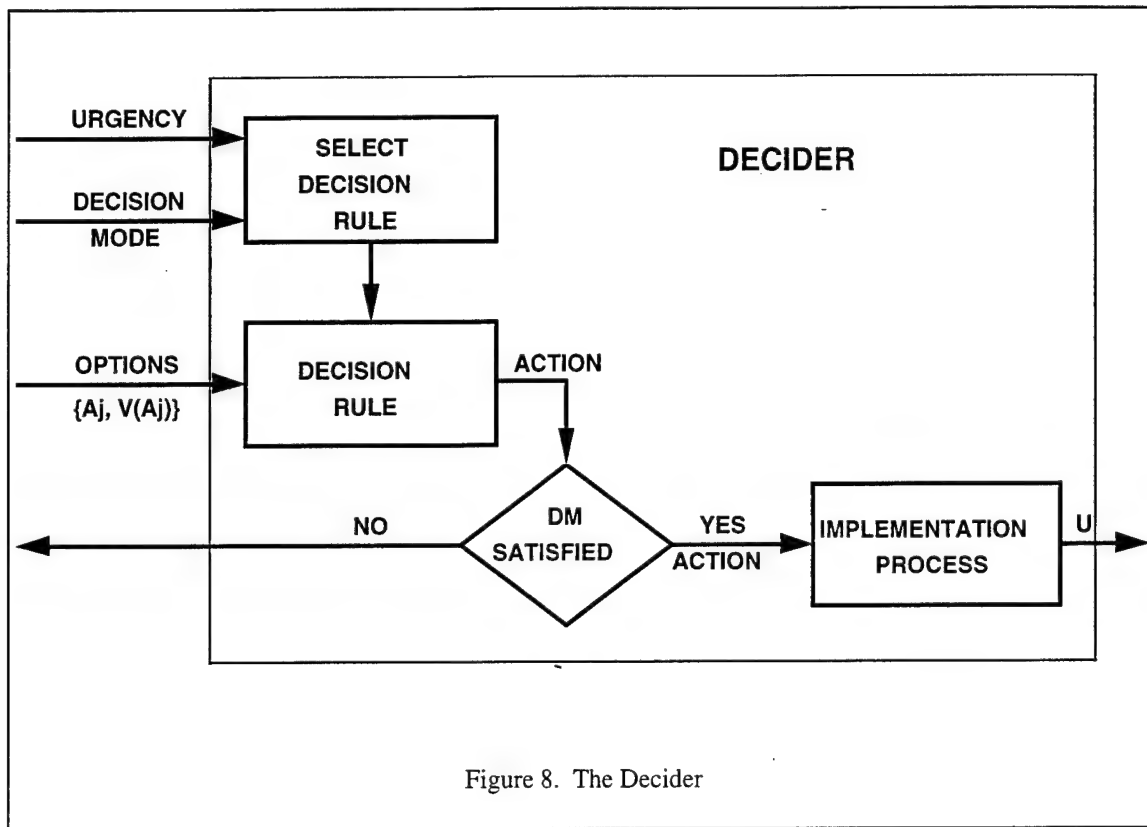 URGENCY
SELECT
DECISION
RULE
DECIDER
DECISION
MODE
OPTIONS
{Aj, V(Aj)}
DECISION
RULE
ACTION
NO
DM
SATISFIED
YES
ACTION
IMPLEMENTATION
PROCESS
U
Figure 8. The Decider